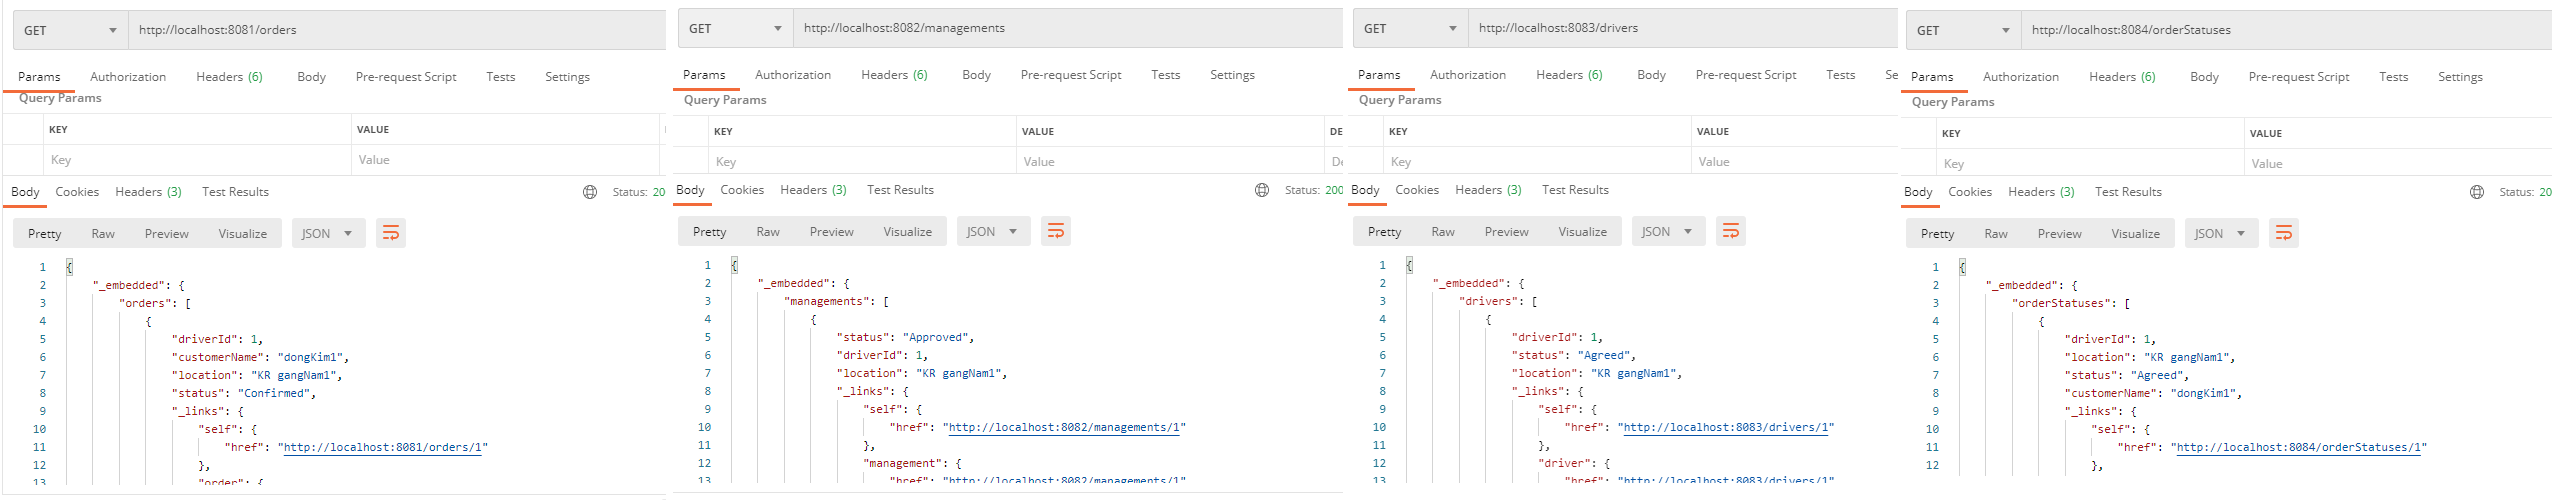 GET http://localhost:8081/orders
Params Authorization Headers (6) Body Pre-request Script Tests Settings
Query Params
KEY VALUE
Key Value
Body Cookies Headers (3) Test Results Status: 20
Pretty Raw Preview Visualize JSON
1 {
2 "_embedded": {
3 "orders": [
4 {
5 "driverId": 1,
6 "customerName": "dongKim1",
7 "location": "KR gangNam1",
8 "status": "Confirmed",
9 "_links": {
10 "self": {
11 "href": "http://localhost:8081/orders/1"
12 },
13 "order": {
GET http://localhost:8082/managements
Params Authorization Headers (6) Body Pre-request Script Tests Settings
Query Params
KEY VALUE DE
Key Value De
Body Cookies Headers (3) Test Results Status: 200
Pretty Raw Preview Visualize JSON
1 {
2 "_embedded": {
3 "managements": [
4 {
5 "status": "Approved",
6 "driverId": 1,
7 "location": "KR gangNam1",
8 "_links": {
9 "self": {
10 "href": "http://localhost:8082/managements/1"
11 },
12 "management": {
13 "href": "http://localhost:8082/managements/1"
GET http://localhost:8083/drivers
Params Authorization Headers (6) Body Pre-request Script Tests Se
Query Params
KEY VALUE
Key Value
Body Cookies Headers (3) Test Results
Pretty Raw Preview Visualize JSON
1 {
2 "_embedded": {
3 "drivers": [
4 {
5 "driverId": 1,
6 "status": "Agreed",
7 "location": "KR gangNam1",
8 "_links": {
9 "self": {
10 "href": "http://localhost:8083/drivers/1"
11 },
12 "driver": {
13 "href": "http://localhost:8083/drivers/1"
GET http://localhost:8084/orderStatuses
Params Authorization Headers (6) Body Pre-request Script Tests Settings
Query Params
KEY VALUE
Key Value
Body Cookies Headers (3) Test Results Status: 20
Pretty Raw Preview Visualize JSON
1 {
2 "_embedded": {
3 "orderStatuses": [
4 {
5 "driverId": 1,
6 "location": "KR gangNam1",
7 "status": "Agreed",
8 "customerName": "dongKim1",
9 "_links": {
10 "self": {
11 "href": "http://localhost:8084/orderStatuses/1"
12 },